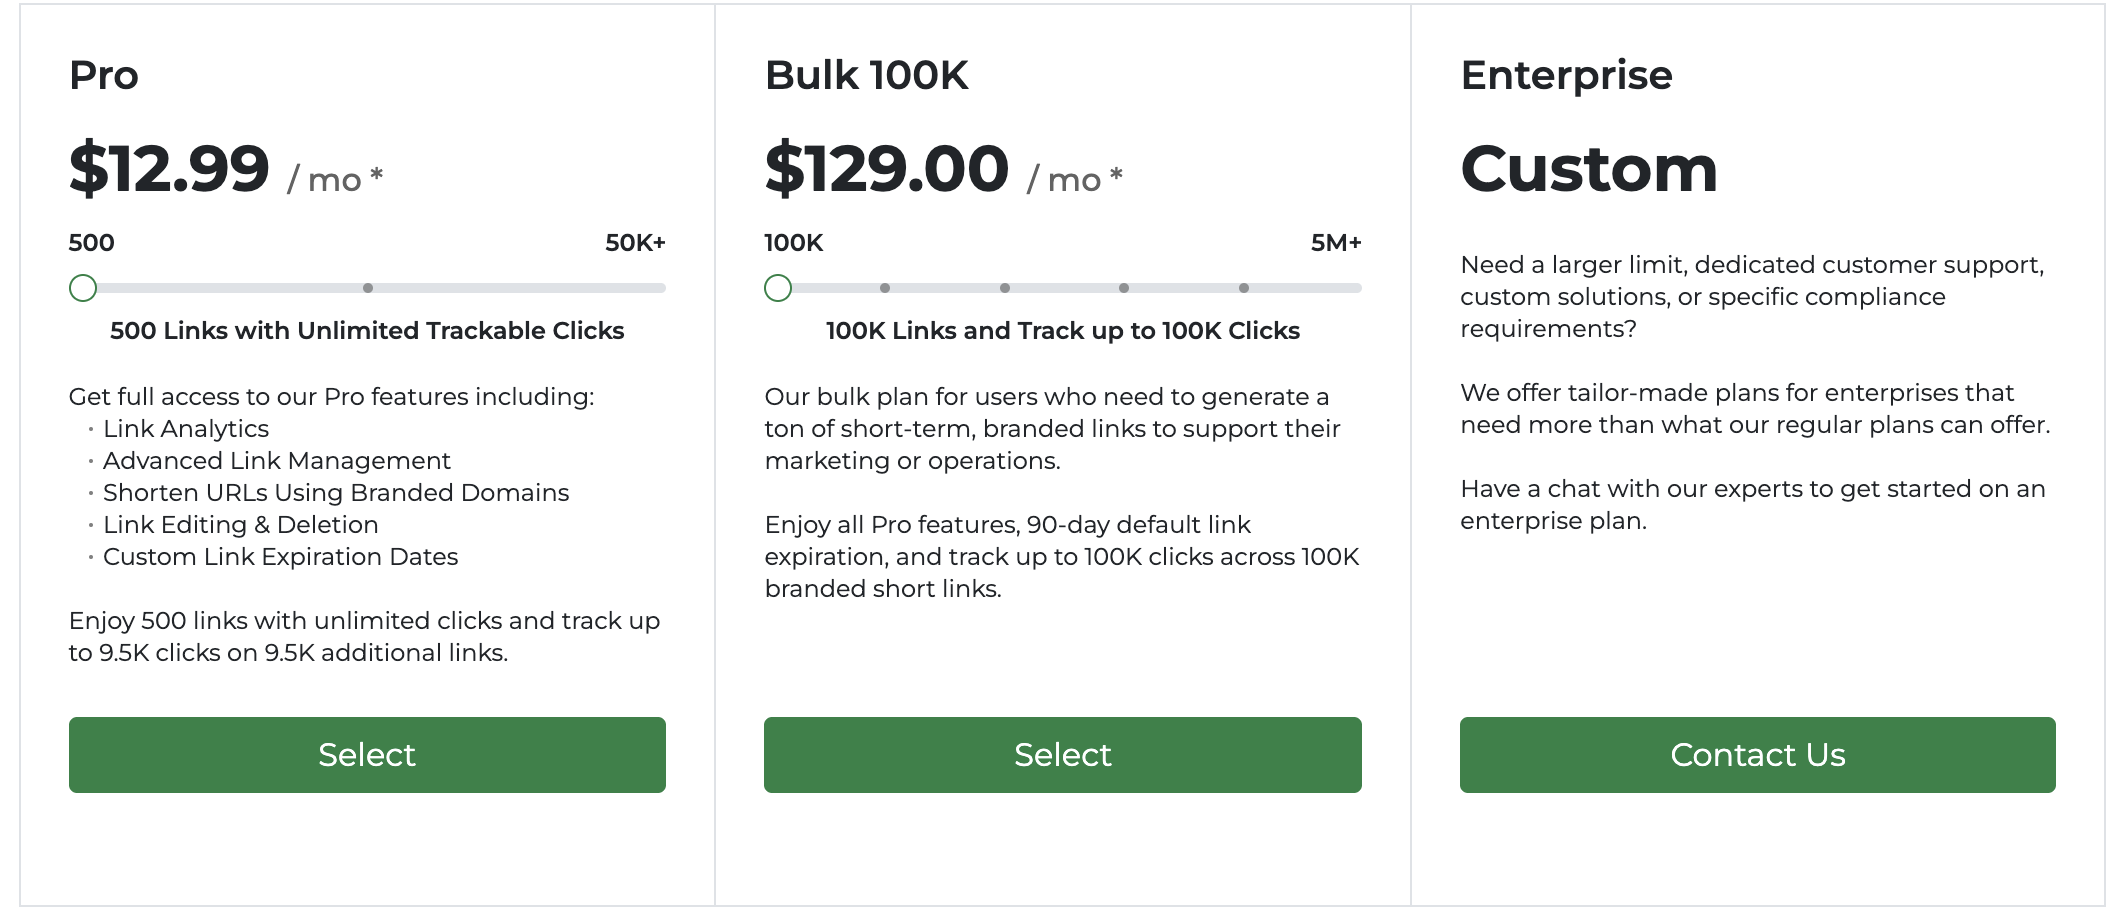 Pro
$12.99 / mo *
500 50K+
500 Links with Unlimited Trackable Clicks
Get full access to our Pro features including:
• Link Analytics
• Advanced Link Management
• Shorten URLs Using Branded Domains
• Link Editing & Deletion
• Custom Link Expiration Dates
Enjoy 500 links with unlimited clicks and track up
to 9.5K clicks on 9.5K additional links.
Select
Bulk 100K
$129.00 / mo *
100K 5M+
100K Links and Track up to 100K Clicks
Our bulk plan for users who need to generate a
ton of short-term, branded links to support their
marketing or operations.
Enjoy all Pro features, 90-day default link
expiration, and track up to 100K clicks across 100K
branded short links.
Select
Enterprise
Custom
Need a larger limit, dedicated customer support,
custom solutions, or specific compliance
requirements?
We offer tailor-made plans for enterprises that
need more than what our regular plans can offer.
Have a chat with our experts to get started on an
enterprise plan.
Contact Us